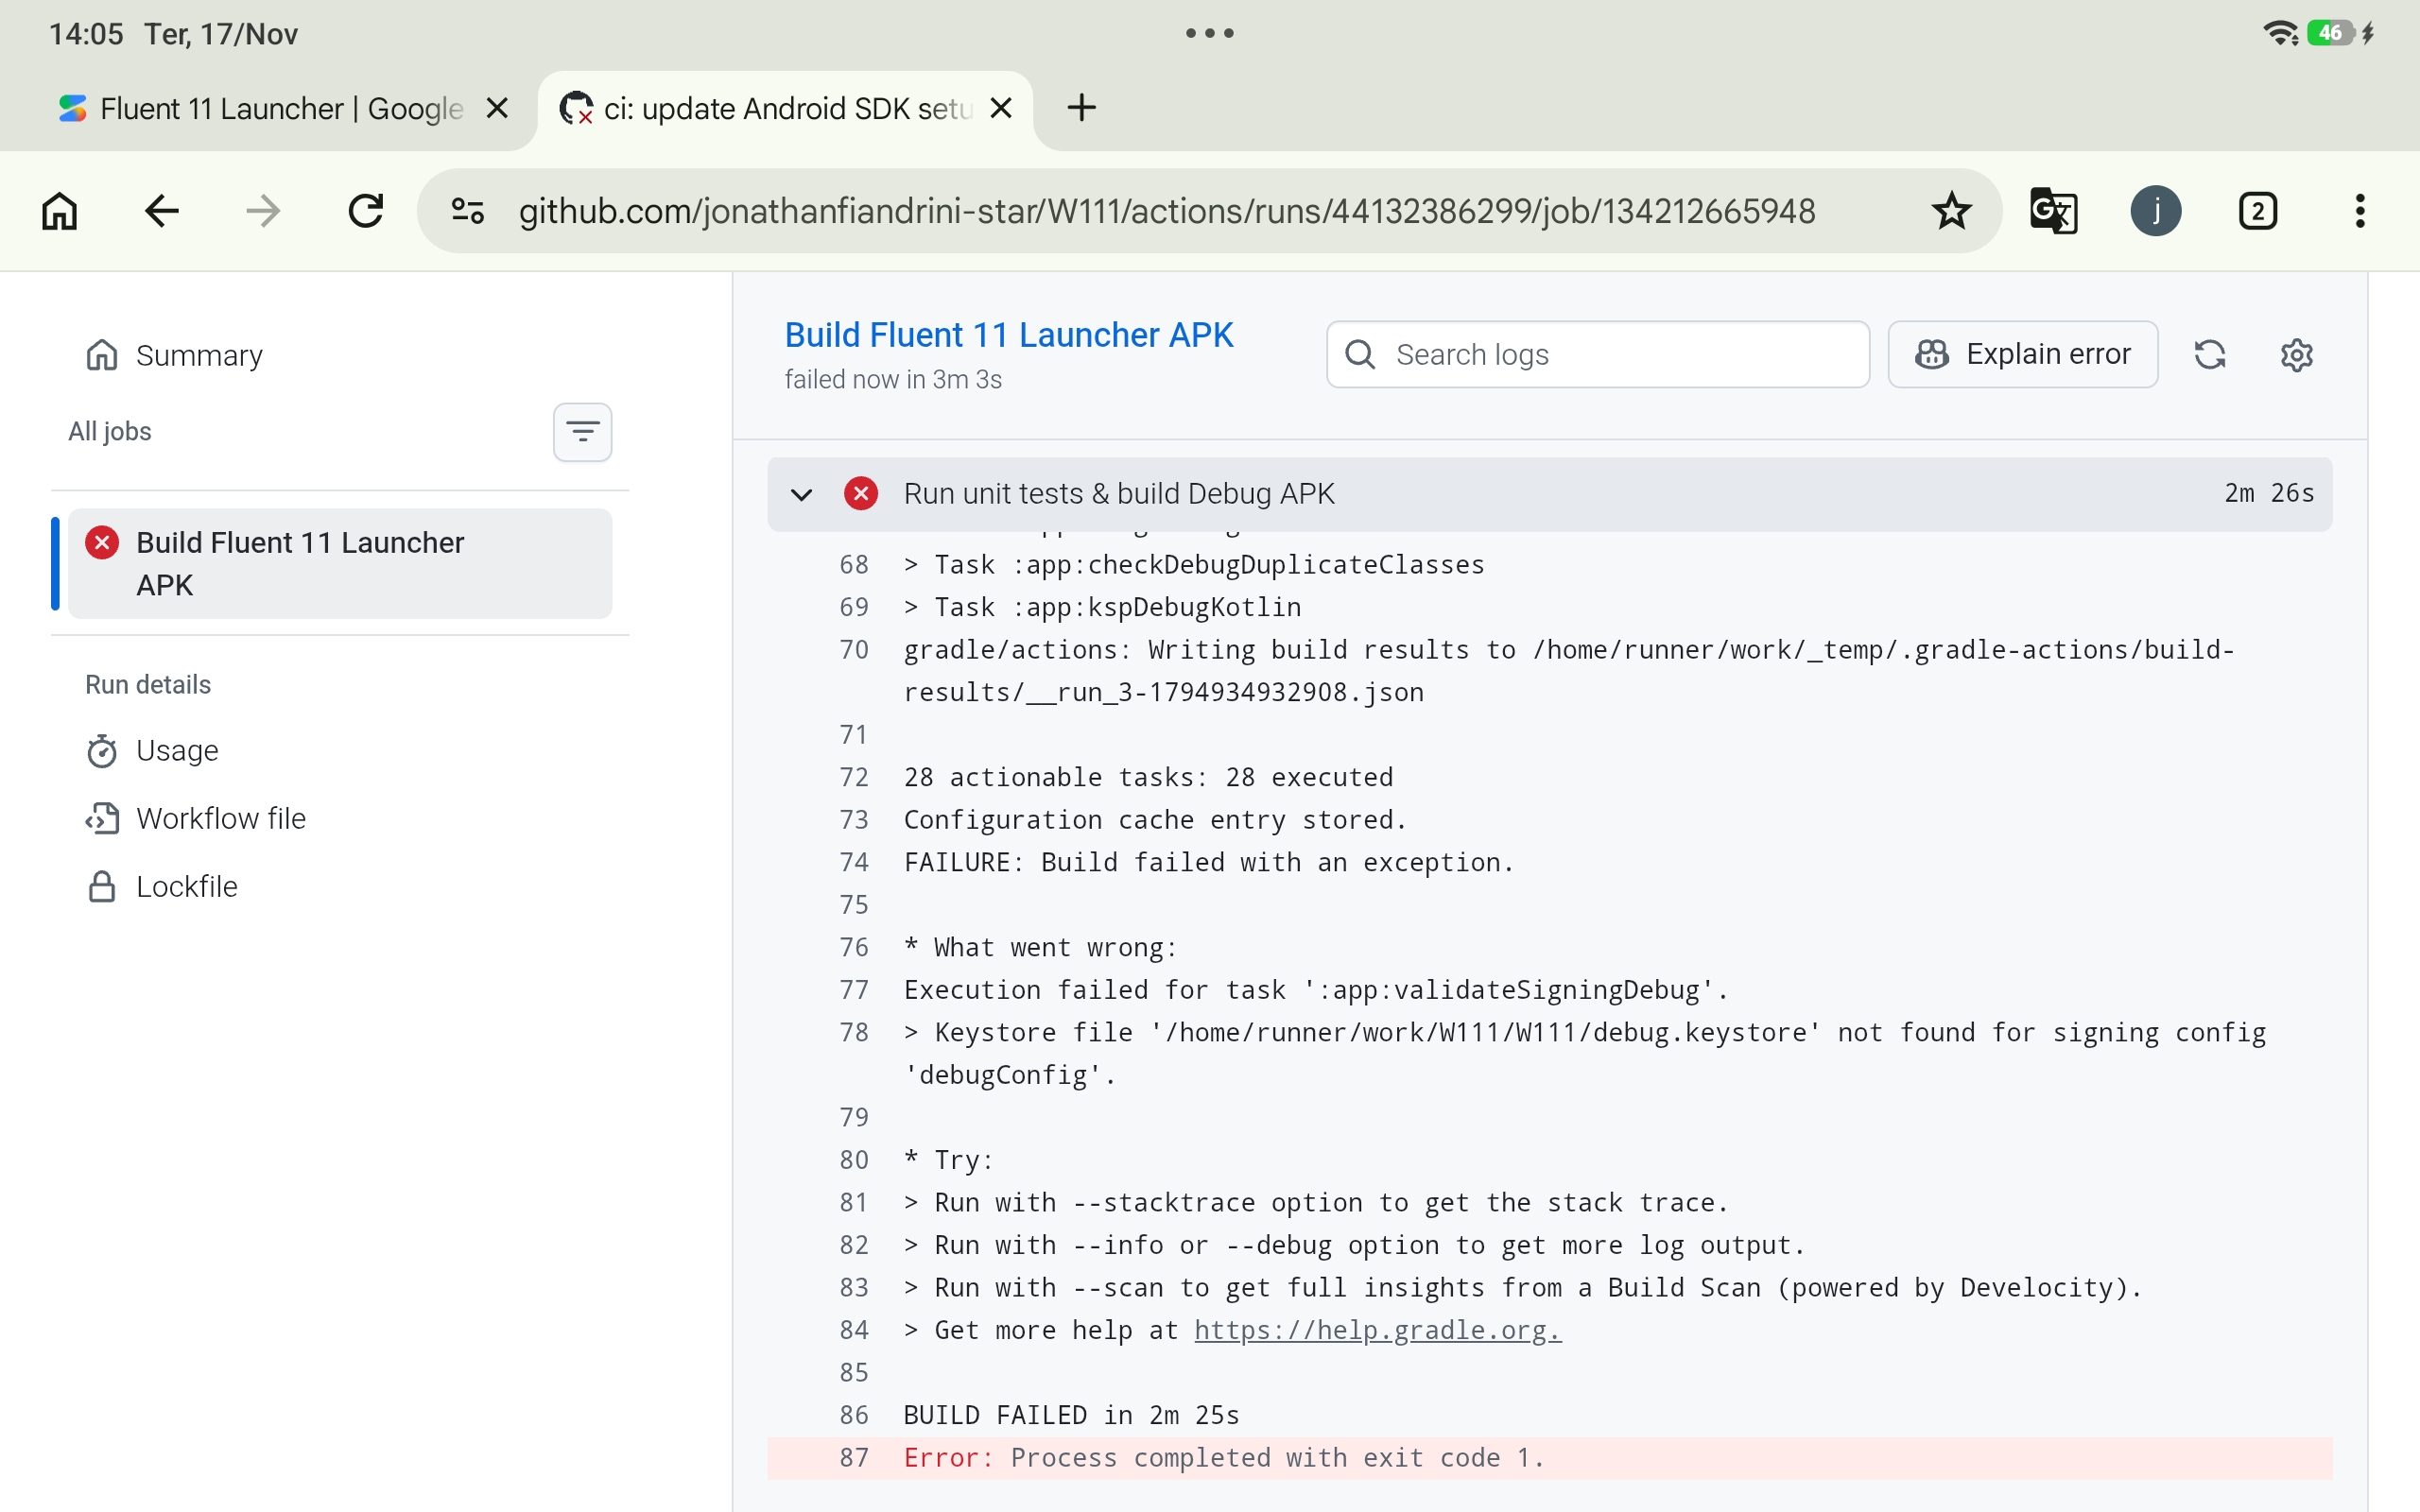 14:05 Ter, 17/Nov
46
Fluent 11 Launcher | Google
ci: update Android SDK setu
github.com/jonathanfiandrini-star/W111/actions/runs/44132386299/job/134212665948
j
2
Summary
All jobs
Build Fluent 11 Launcher
APK
Run details
Usage
Workflow file
Lockfile
Build Fluent 11 Launcher APK
failed now in 3m 3s
Search logs
Explain error
Run unit tests & build Debug APK
2m 26s
68 > Task :app:checkDebugDuplicateClasses
69 > Task :app:kspDebugKotlin
70 gradle/actions: Writing build results to /home/runner/work/_temp/.gradle-actions/build-
results/__run_3-1794934932908.json
71
72 28 actionable tasks: 28 executed
73 Configuration cache entry stored.
74 FAILURE: Build failed with an exception.
75
76 * What went wrong:
77 Execution failed for task ':app:validateSigningDebug'.
78 > Keystore file '/home/runner/work/W111/W111/debug.keystore' not found for signing config
'debugConfig'.
79
80 * Try:
81 > Run with --stacktrace option to get the stack trace.
82 > Run with --info or --debug option to get more log output.
83 > Run with --scan to get full insights from a Build Scan (powered by Develocity).
84 > Get more help at https://help.gradle.org.
85
86 BUILD FAILED in 2m 25s
87 Error: Process completed with exit code 1.